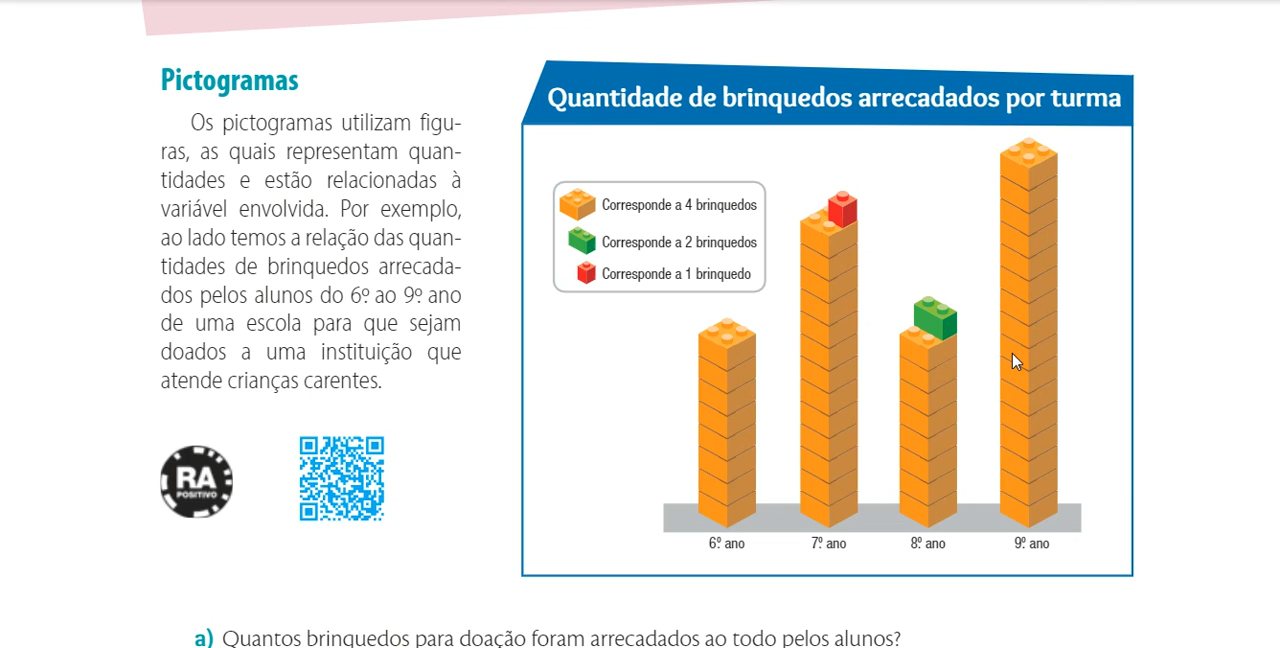 Pictogramas
Os pictogramas utilizam figu-
ras, as quais representam quan-
tidades e estão relacionadas à
variável envolvida. Por exemplo,
ao lado temos a relação das quan-
tidades de brinquedos arrecada-
dos pelos alunos do 6º. ao 9º. ano
de uma escola para que sejam
doados a uma instituição que
atende crianças carentes.
RA
POSITIVO
Quantidade de brinquedos arrecadados por turma
Corresponde a 4 brinquedos
Corresponde a 2 brinquedos
Corresponde a 1 brinquedo
6º. ano 7º. ano 8º. ano 9º. ano
a) Quantos brinquedos para doação foram arrecadados ao todo pelos alunos?